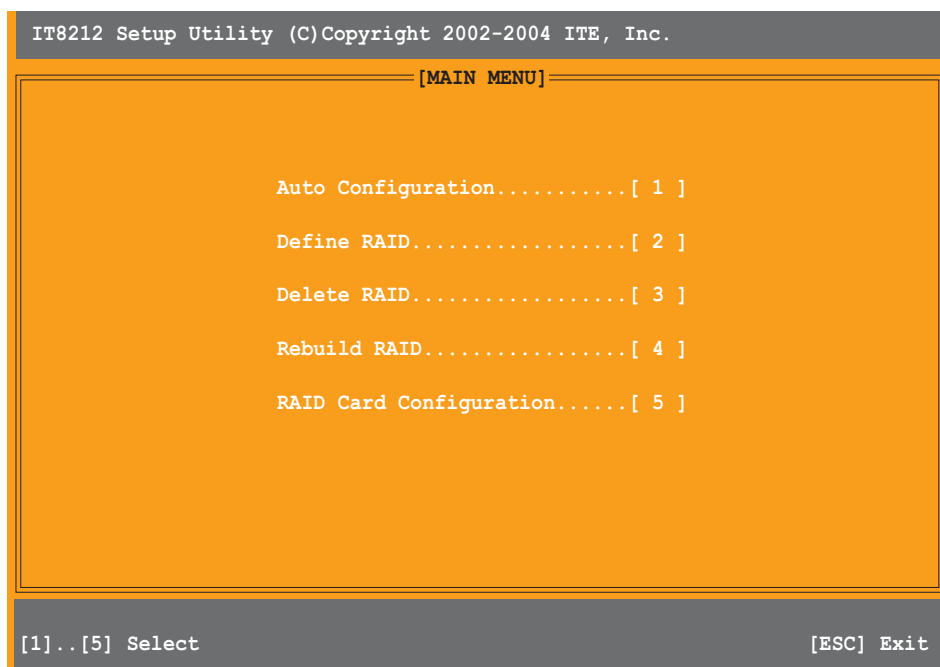 IT8212 Setup Utility (C)Copyright 2002-2004 ITE, Inc.
[MAIN MENU]
Auto Configuration...........[ 1 ]
Define RAID..................[ 2 ]
Delete RAID..................[ 3 ]
Rebuild RAID.................[ 4 ]
RAID Card Configuration......[ 5 ]
[1]..[5] Select [ESC] Exit